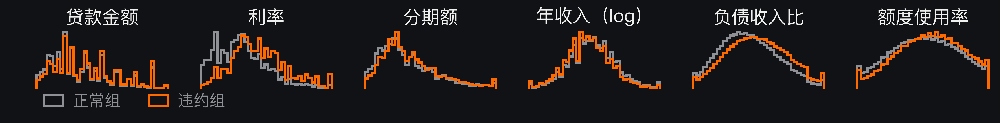 贷款金额
利率
分期额
年收入（log）
负债收入比
额度使用率
正常组
违约组